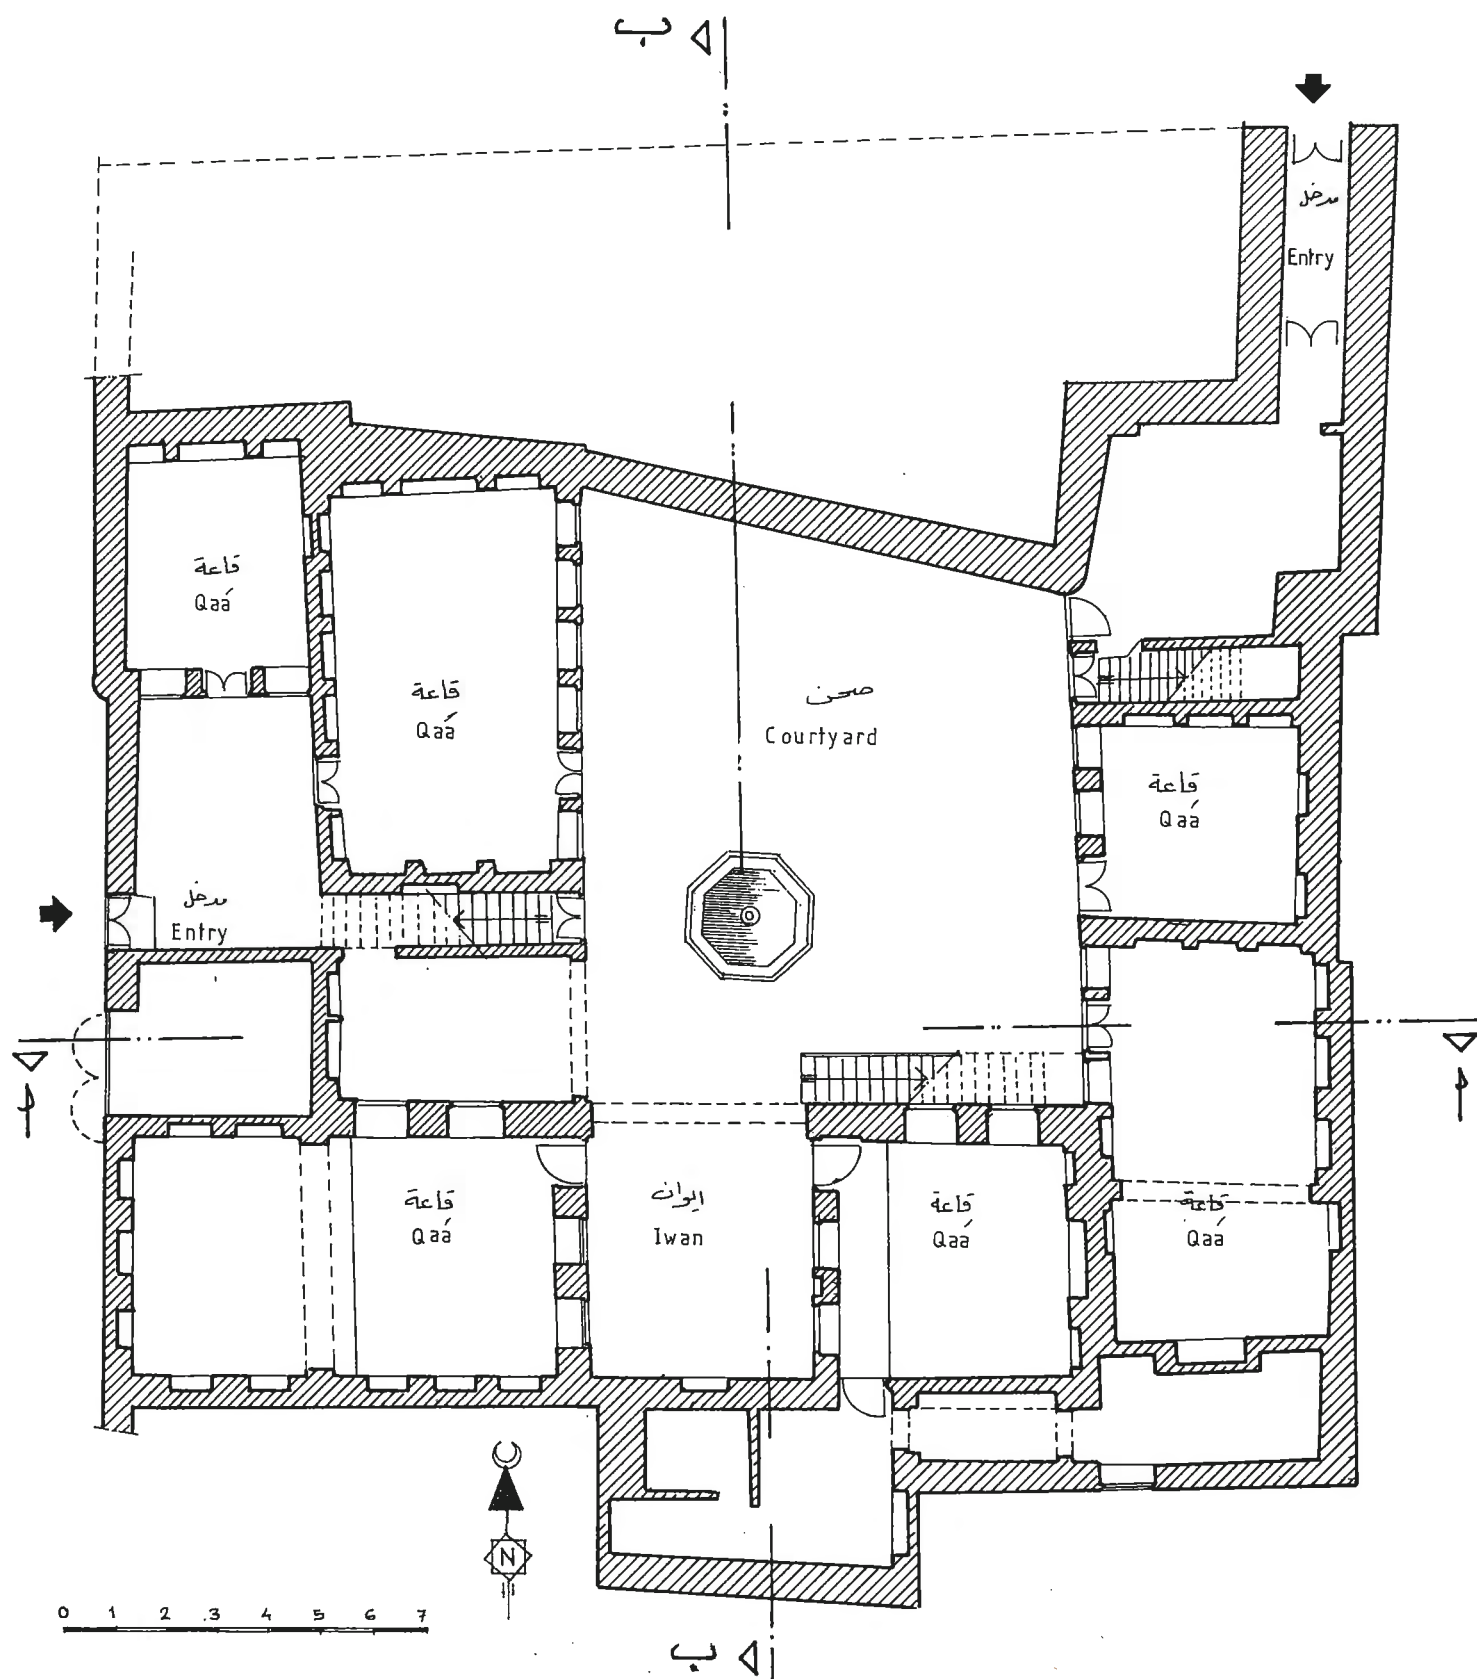 ب
مدخل
Entry
قاعة
Qaá
قاعة
Qaá
صحن
Courtyard
قاعة
Qaá
مدخل
Entry
قاعة
Qaá
ايوان
Iwan
قاعة
Qaá
قاعة
Qaá
N
0 1 2 .3 4 5 6 7
ب